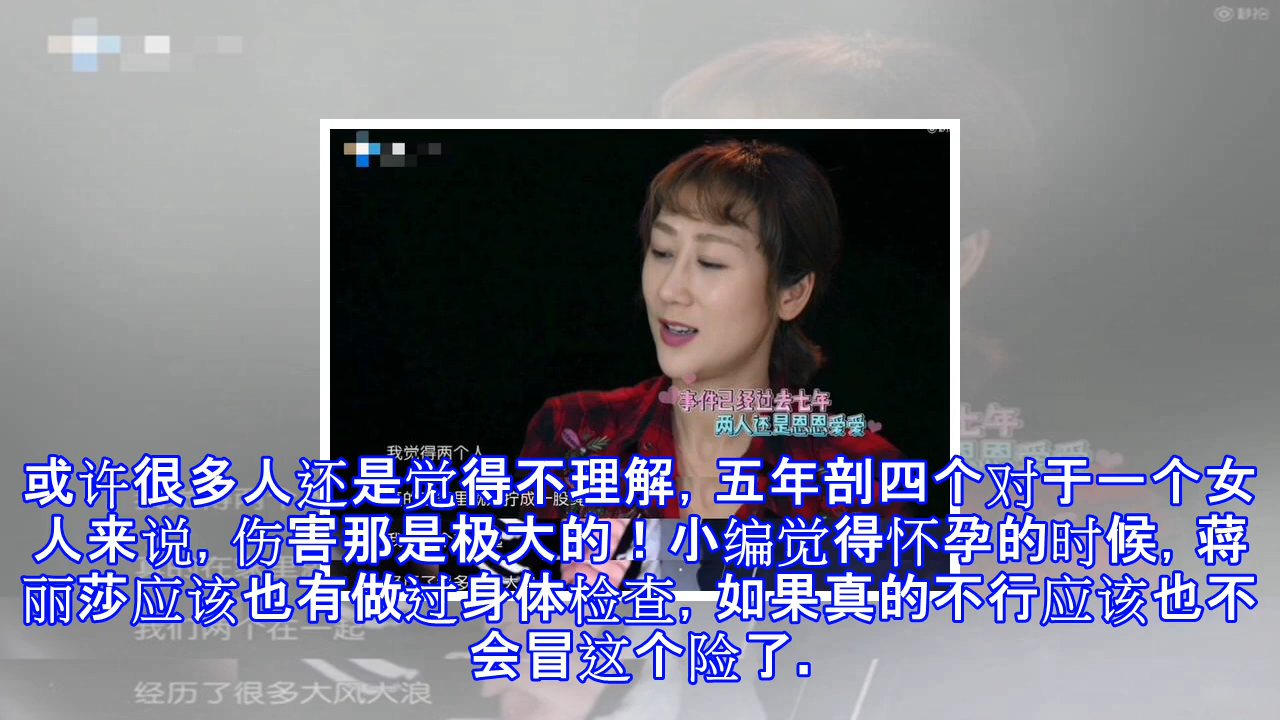 秒拍
事件已经过去七年
两人还是恩恩爱爱
我觉得两个人
或许很多人还是觉得不理解, 五年剖四个对于一个女
人来说, 伤害那是极大的！小编觉得怀孕的时候, 蒋
丽莎应该也有做过身体检查, 如果真的不行应该也不
会冒这个险了.
我们两个在一起
经历了很多大风大浪